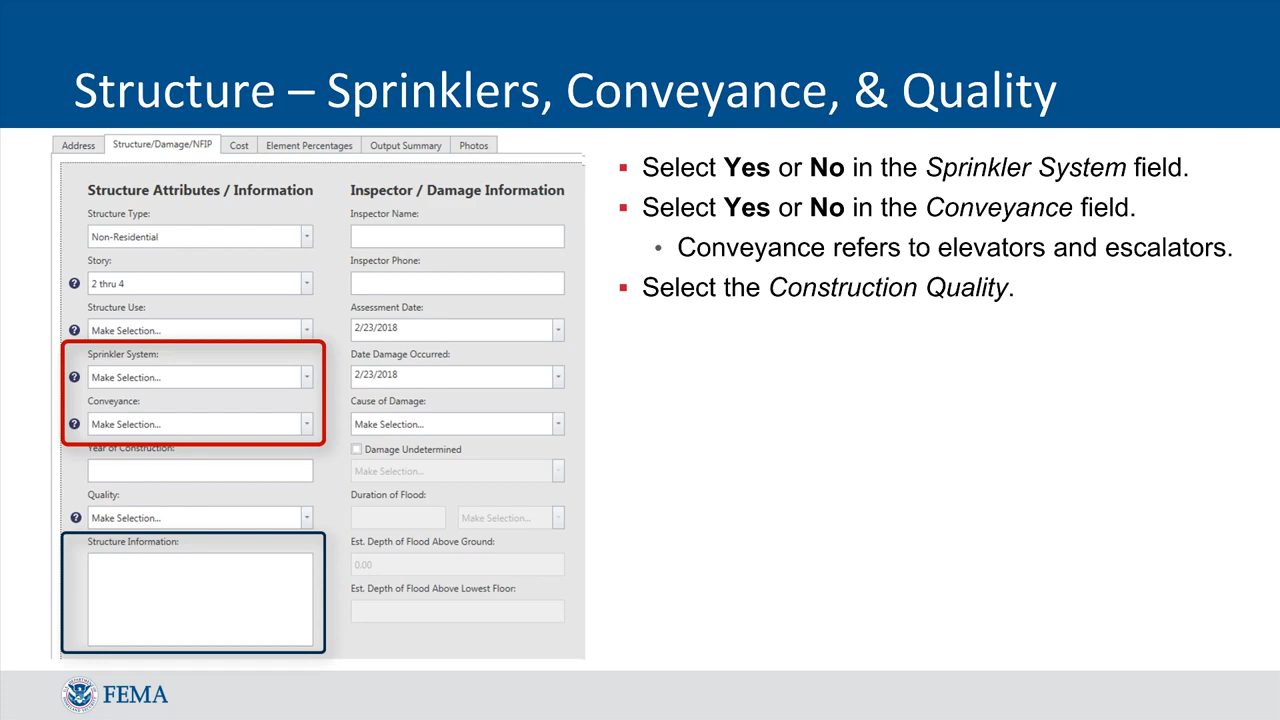 Structure – Sprinklers, Conveyance, & Quality
Address
Structure/Damage/NFIP
Cost
Element Percentages
Output Summary
Photos
Structure Attributes / Information
Structure Type:
Non-Residential
Story:
2 thru 4
Structure Use:
Make Selection...
Sprinkler System:
Make Selection...
Conveyance:
Make Selection...
Year of Construction:
Quality:
Make Selection...
Structure Information:
Inspector / Damage Information
Inspector Name:
Inspector Phone:
Assessment Date:
2/23/2018
Date Damage Occurred:
2/23/2018
Cause of Damage:
Make Selection...
Damage Undetermined
Make Selection...
Duration of Flood:
Make Selection...
Est. Depth of Flood Above Ground:
0.00
Est. Depth of Flood Above Lowest Floor:
▪ Select Yes or No in the Sprinkler System field.
▪ Select Yes or No in the Conveyance field.
• Conveyance refers to elevators and escalators.
▪ Select the Construction Quality.
FEMA